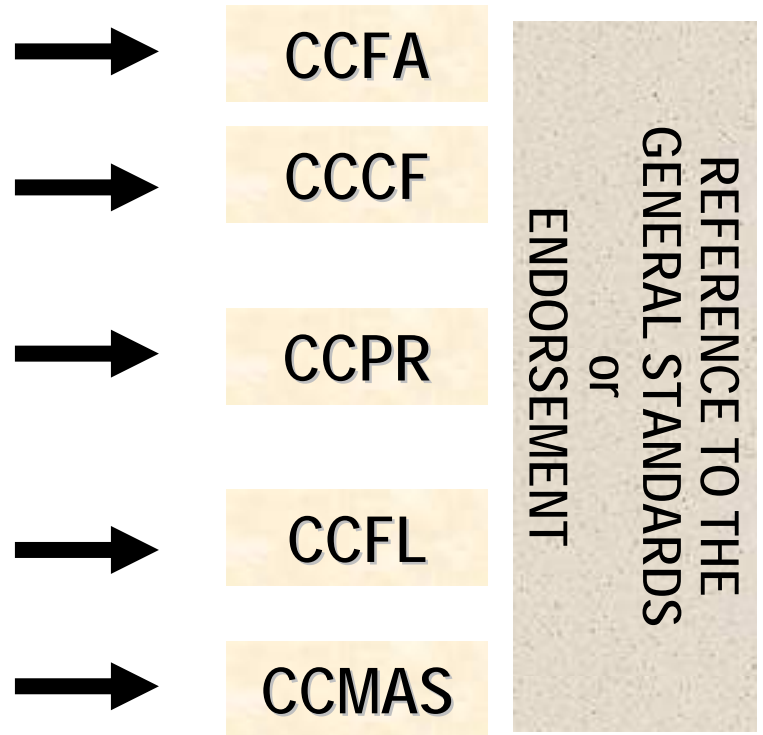 CCFA
CCCF
CCPR
CCFL
CCMAS
REFERENCE TO THE
GENERAL STANDARDS
or
ENDORSEMENT